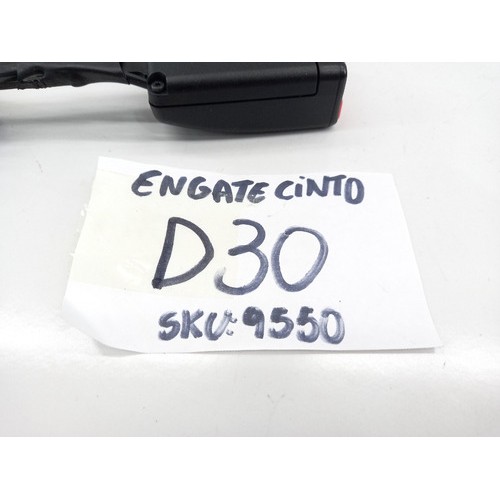 ENGATE CiNTO
D30
SKU: 9550